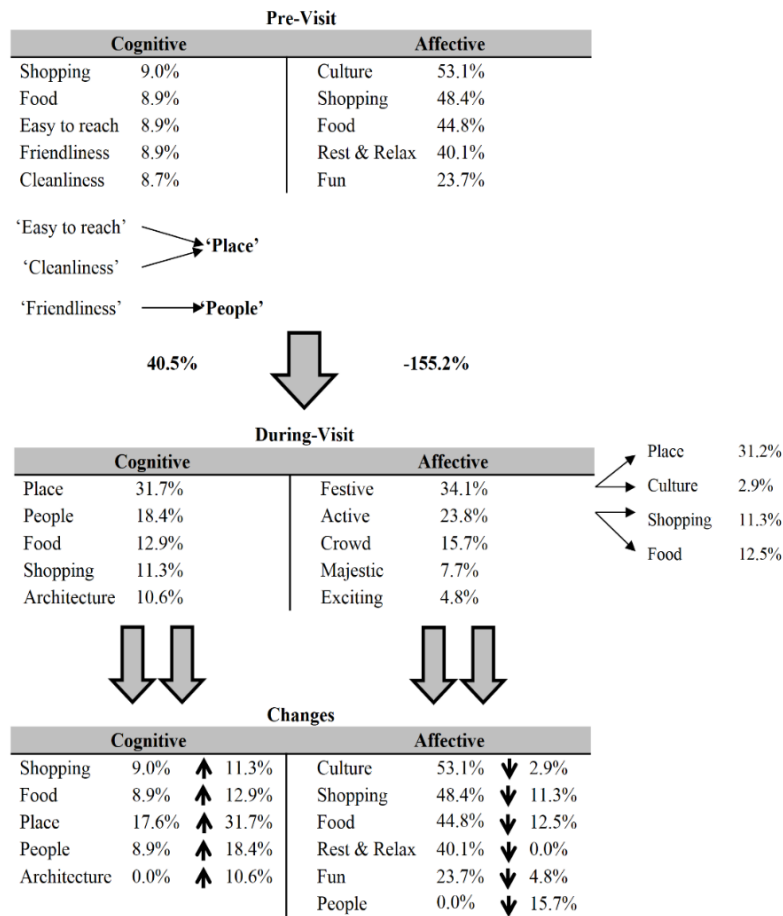 Pre-Visit
Cognitive Affective
Shopping 9.0% Culture 53.1%
Food 8.9% Shopping 48.4%
Easy to reach 8.9% Food 44.8%
Friendliness 8.9% Rest & Relax 40.1%
Cleanliness 8.7% Fun 23.7%
‘Easy to reach’
‘Place’
‘Cleanliness’
‘Friendliness’ ‘People’
40.5% -155.2%
During-Visit
Cognitive Affective
Place 31.7% Festive 34.1%
People 18.4% Active 23.8%
Food 12.9% Crowd 15.7%
Shopping 11.3% Majestic 7.7%
Architecture 10.6% Exciting 4.8%
Place 31.2%
Culture 2.9%
Shopping 11.3%
Food 12.5%
Changes
Cognitive Affective
Shopping 9.0% 11.3% Culture 53.1% 2.9%
Food 8.9% 12.9% Shopping 48.4% 11.3%
Place 17.6% 31.7% Food 44.8% 12.5%
People 8.9% 18.4% Rest & Relax 40.1% 0.0%
Architecture 0.0% 10.6% Fun 23.7% 4.8%
People 0.0% 15.7%